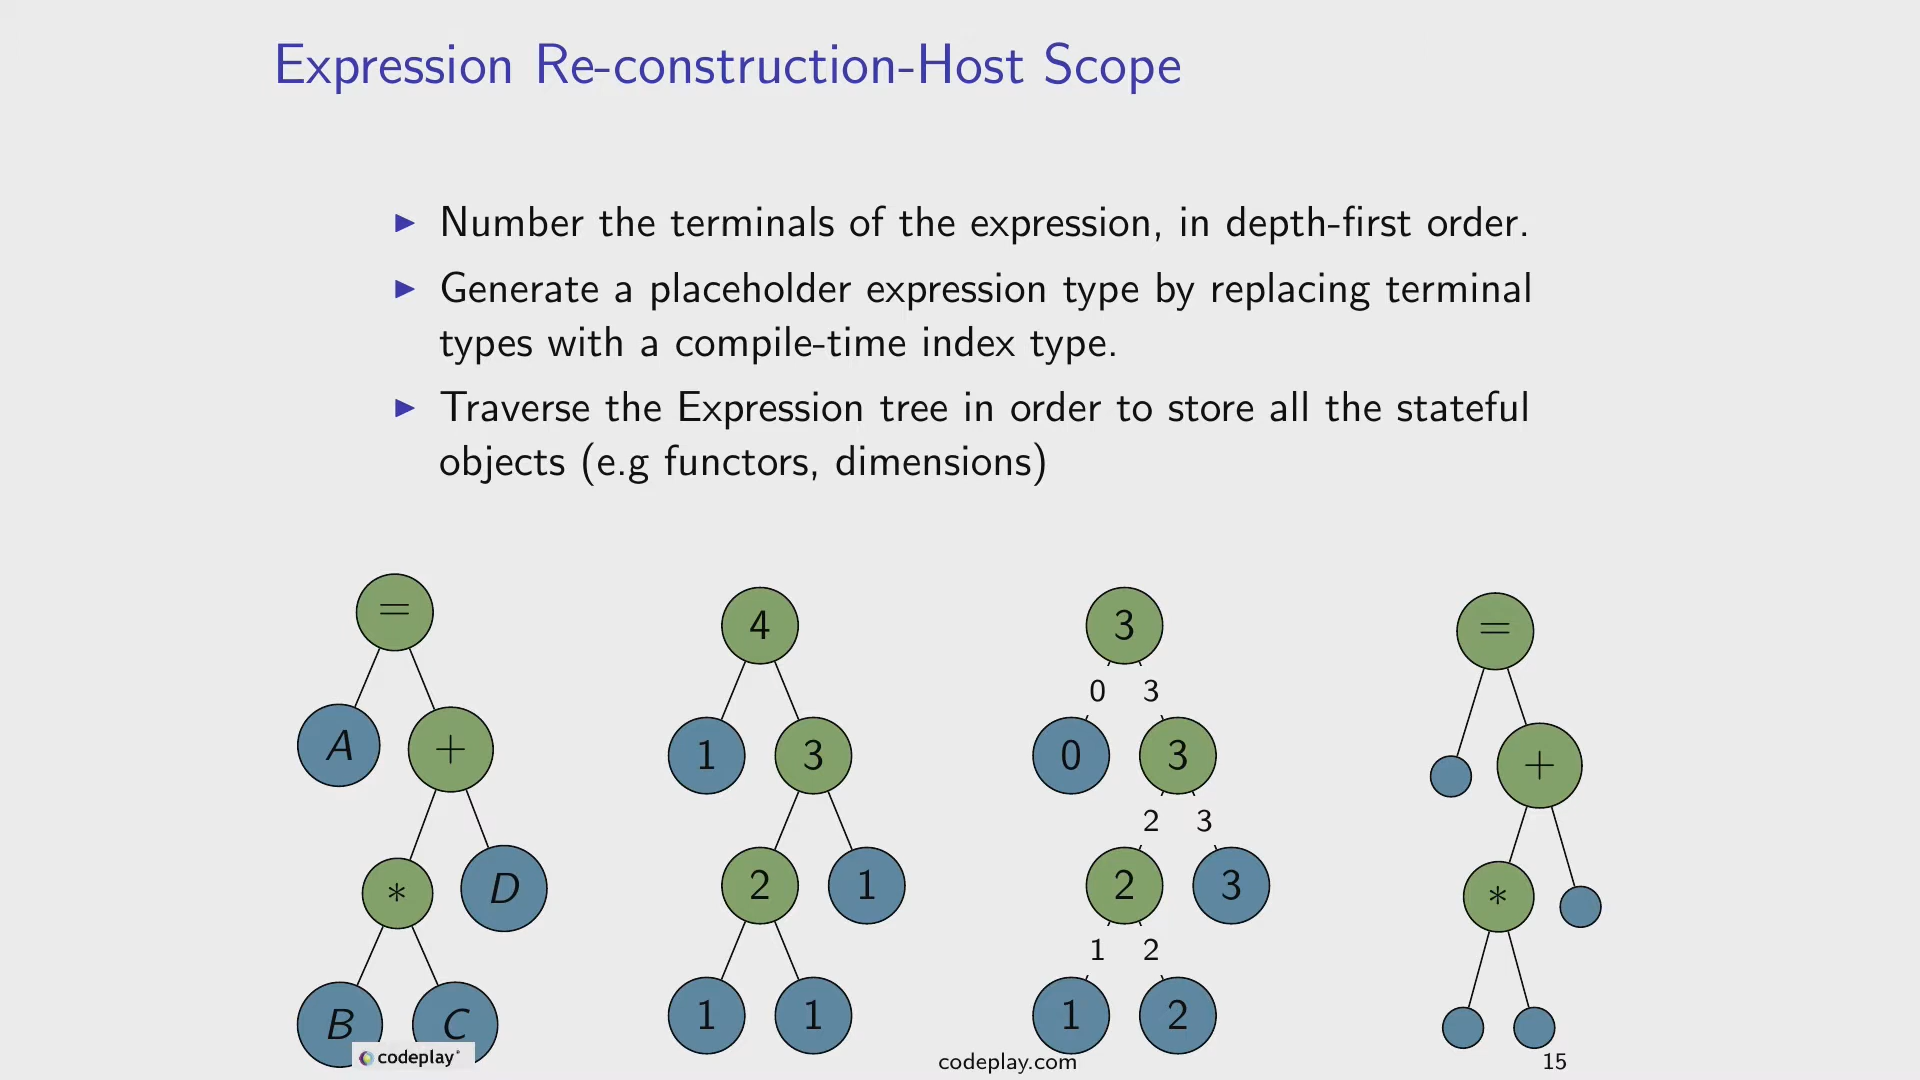 Expression Re-construction-Host Scope
▶ Number the terminals of the expression, in depth-first order.
▶ Generate a placeholder expression type by replacing terminal
types with a compile-time index type.
▶ Traverse the Expression tree in order to store all the stateful
objects (e.g functors, dimensions)
=
A +
* D
B C
4
1 3
2 1
1 1
3
0 3
0 3
2 3
2 3
1 2
1 2
=
+
*
codeplay
codeplay.com
15